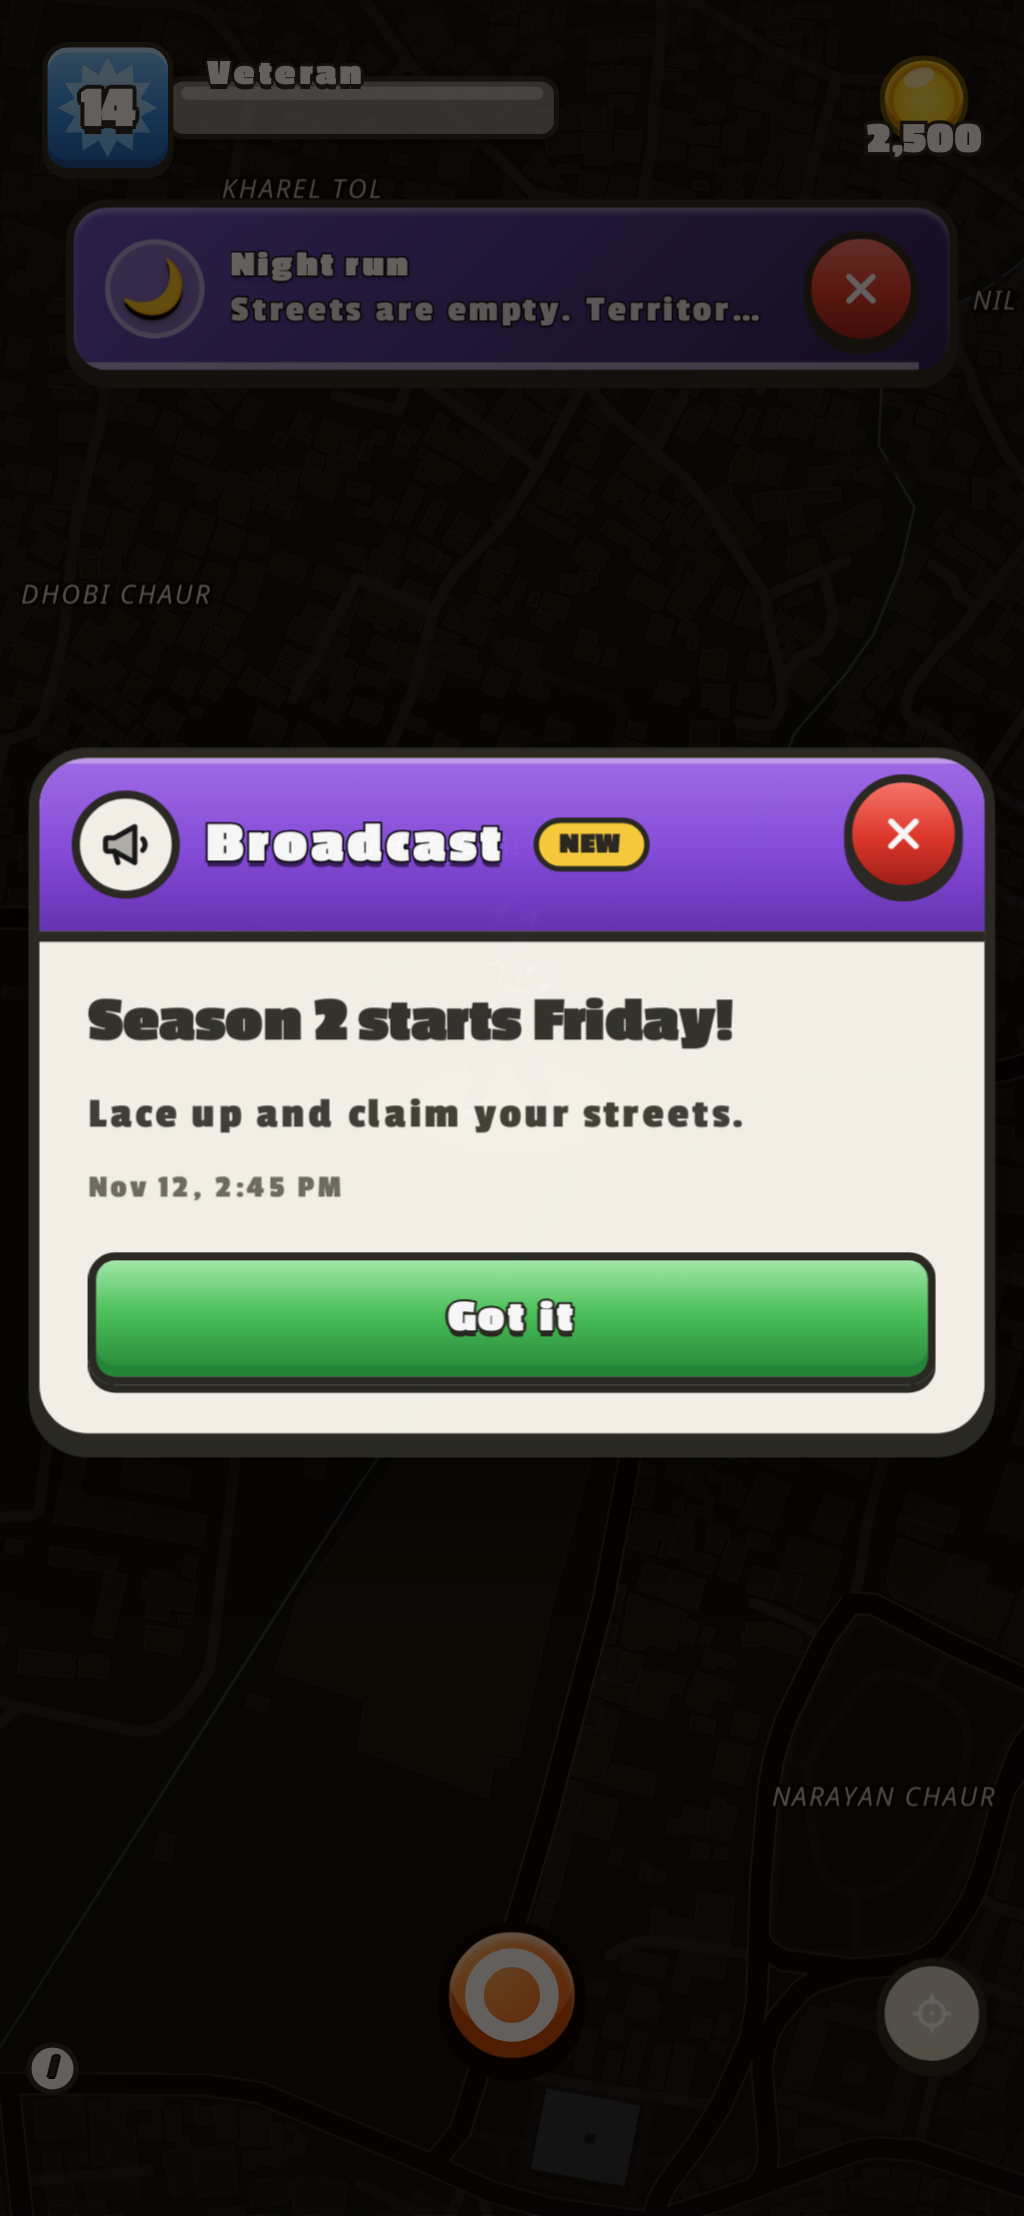 Veteran
14
2,500
KHAREL TOL
Night run
Streets are empty. Territor...
NIL
DHOBI CHAUR
Broadcast
NEW
Season 2 starts Friday!
Lace up and claim your streets.
Nov 12, 2:45 PM
Got it
NARAYAN CHAUR